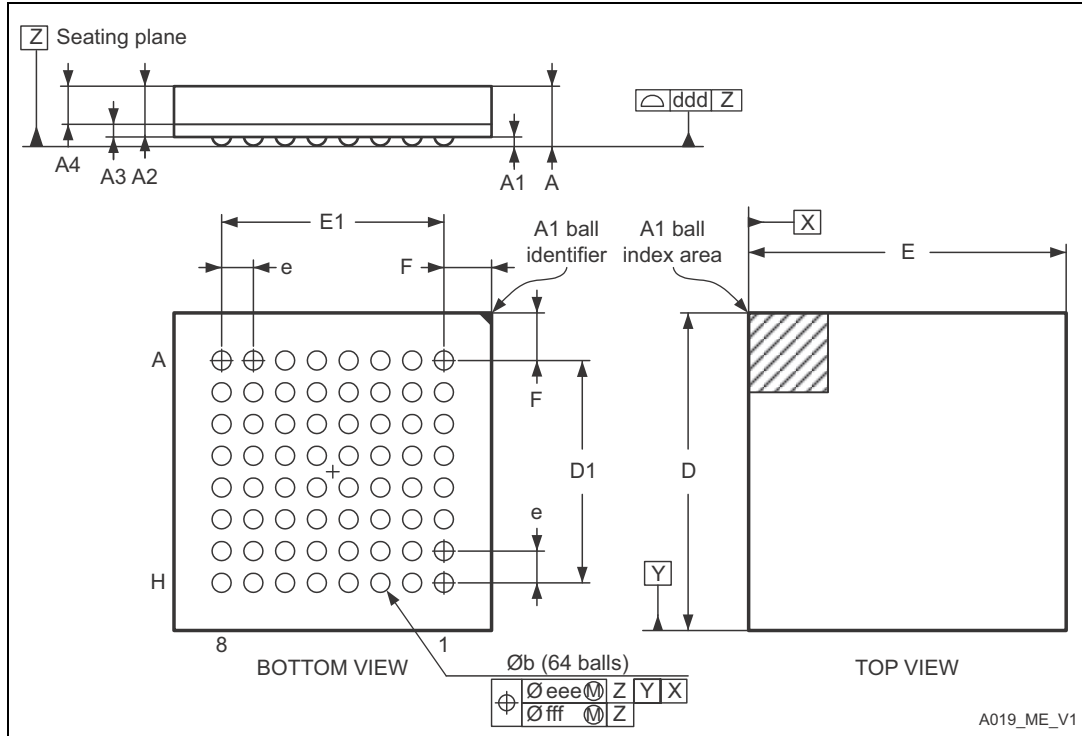 Z Seating plane
ddd Z
A4
A3 A2
A1 A
E1
A1 ball
identifier
A1 ball
index area
X
e
F
E
A
F
D1
D
e
H
Y
8
1
BOTTOM VIEW
Øb (64 balls)
TOP VIEW
Ø eee Ⓜ Z Y X
Ø fff Ⓜ Z
A019_ME_V1